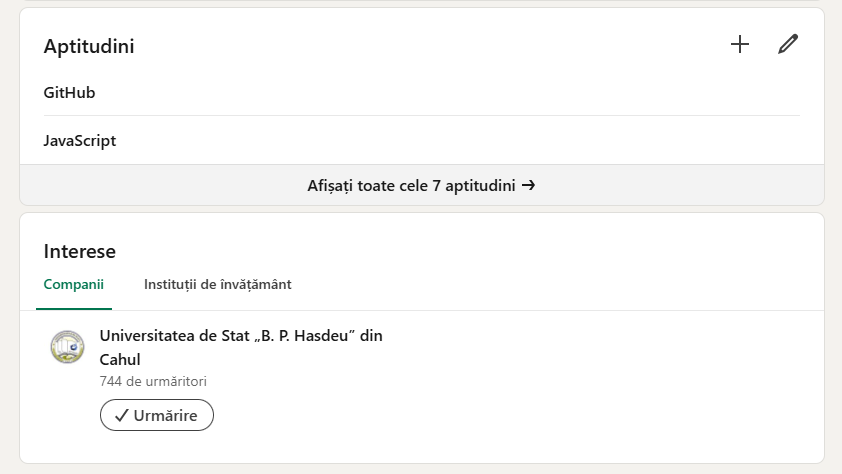 Aptitudini
GitHub
JavaScript
Afișați toate cele 7 aptitudini →
Interese
Companii Instituții de învățământ
Universitatea de Stat „B. P. Hasdeu” din
Cahul
744 de urmăritori
✓ Urmărire